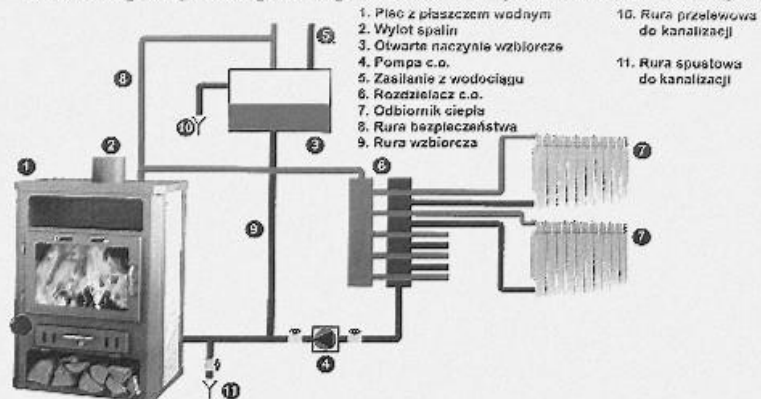 1. Piec z płaszczem wodnym
2. Wylot spalin
3. Otwarte naczynie wzbiorcze
4. Pompa c.o.
5. Zasilanie z wodociągu
6. Rozdzielacz c.o.
7. Odbiornik ciepła
8. Rura bezpieczeństwa
9. Rura wzbiorcza
10. Rura przelewowa
do kanalizacji
11. Rura spustowa
do kanalizacji
5
8
10
2
3
1
6
7
9
7
4
11